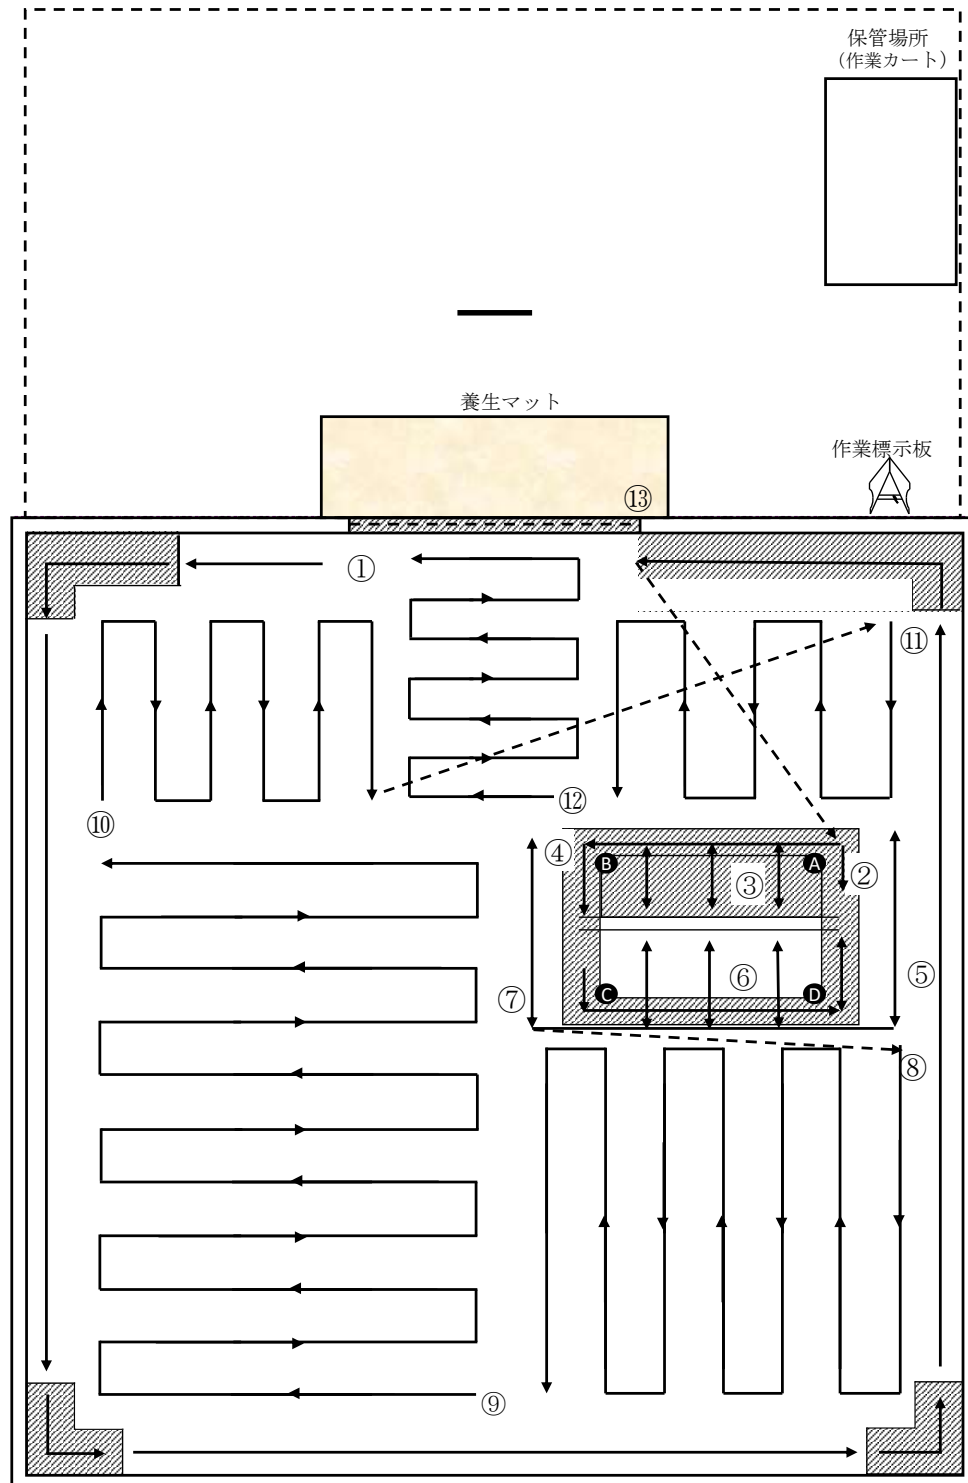 保管場所
（作業カート）
養生マット
作業標示板
⑬
①
⑪
⑫
⑩
④
B
A
②
③
⑤
⑥
⑦
C
D
⑧
⑨